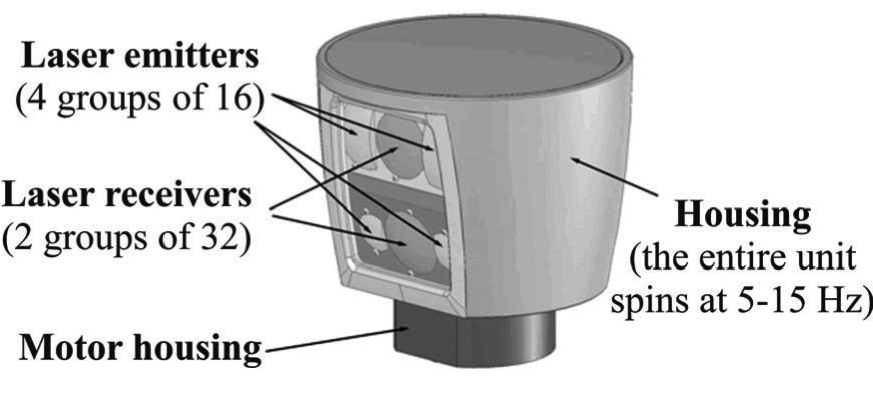 Laser emitters
(4 groups of 16)
Laser receivers
(2 groups of 32)
Motor housing
Housing
(the entire unit
spins at 5-15 Hz)